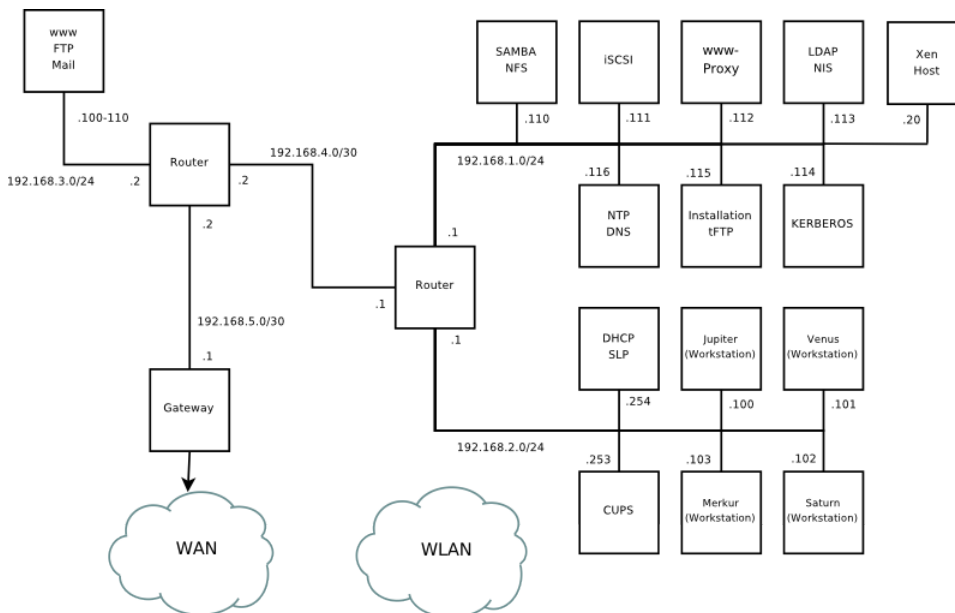 www
FTP
Mail
.100-110
192.168.3.0/24
.2
Router
.2
192.168.4.0/30
.2
192.168.5.0/30
.1
Gateway
WAN
WLAN
.1
Router
.1
.1
SAMBA
NFS
iSCSI
www-
Proxy
LDAP
NIS
Xen
Host
.110
.111
.112
.113
.20
192.168.1.0/24
.116
.115
.114
NTP
DNS
Installation
tFTP
KERBEROS
DHCP
SLP
Jupiter
(Workstation)
Venus
(Workstation)
.254
.100
.101
192.168.2.0/24
.253
.103
.102
CUPS
Merkur
(Workstation)
Saturn
(Workstation)